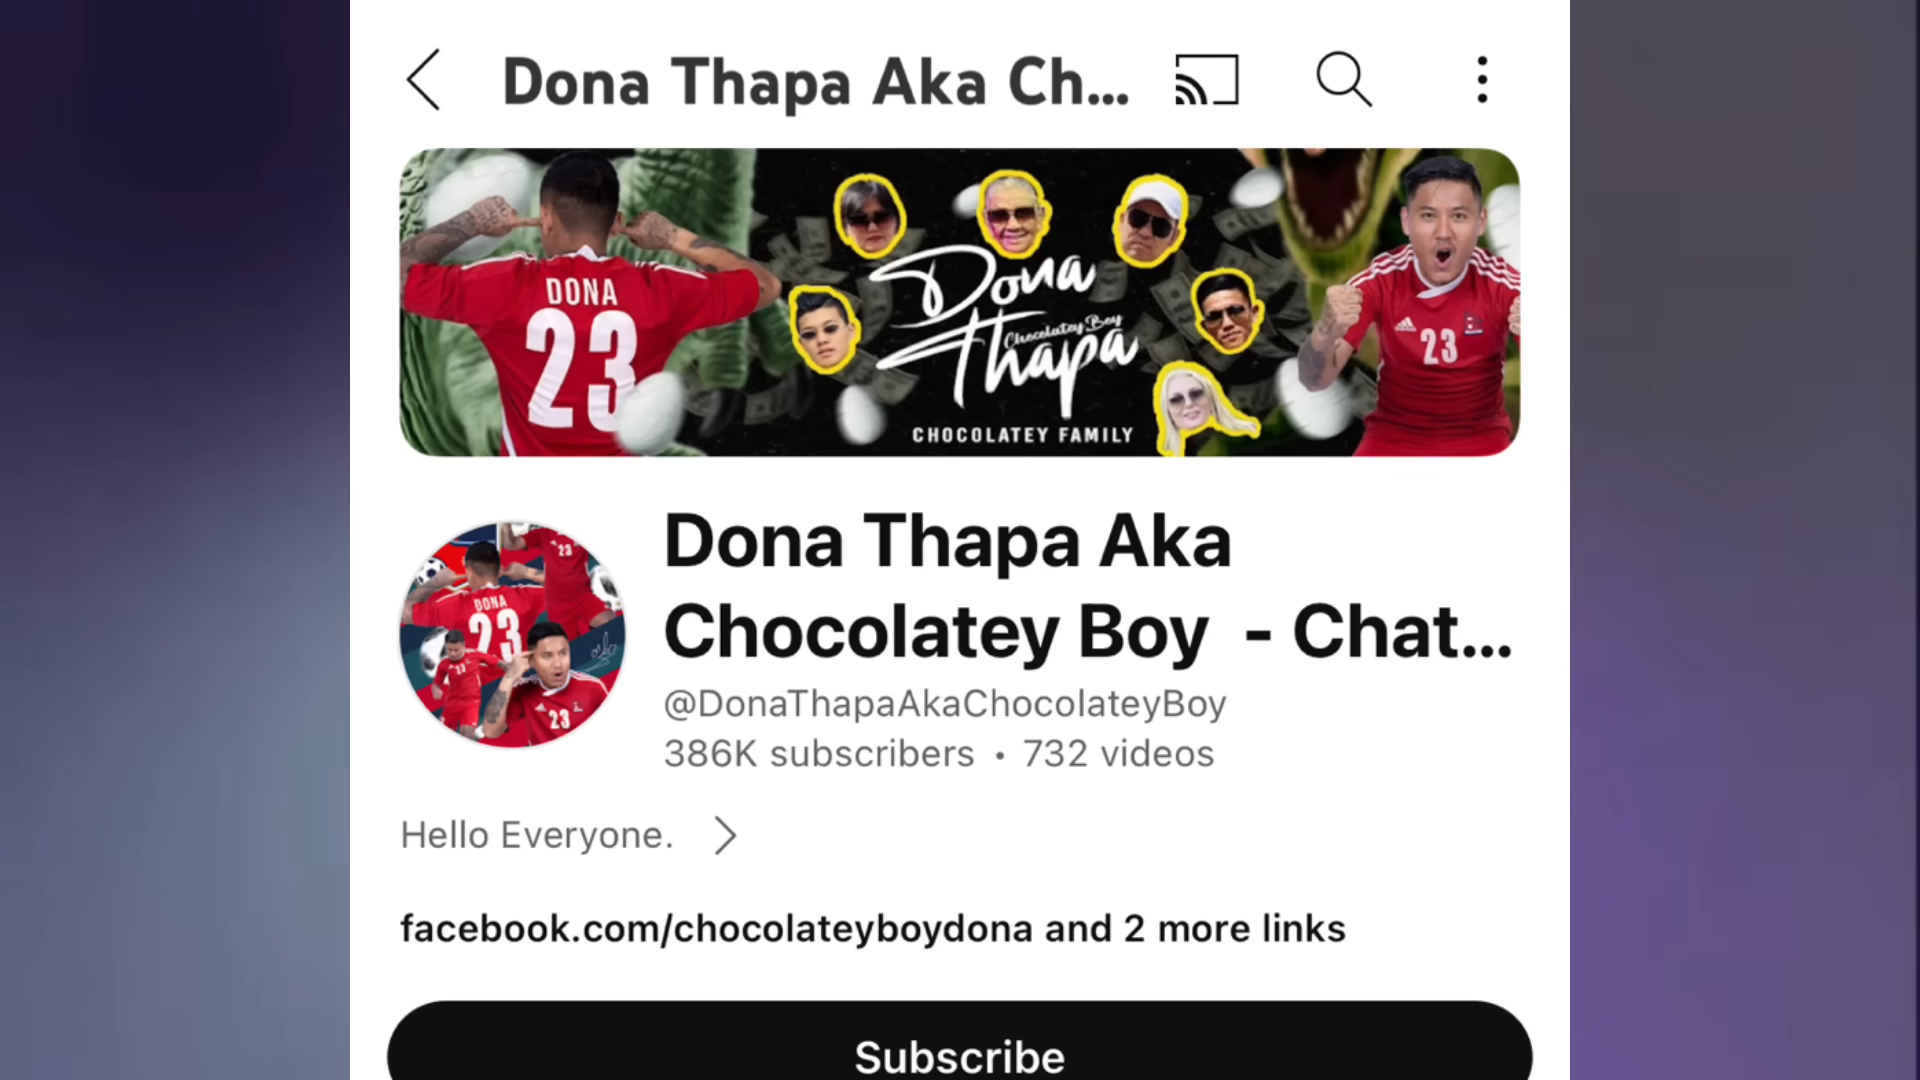 Dona Thapa Aka Ch...
DONA
23
Dona
Chocolatey Boy
Thapa
CHOCOLATEY FAMILY
23
23
DONA
23
23
Dona Thapa Aka
Chocolatey Boy - Chat...
@DonaThapaAkaChocolateyBoy
386K subscribers • 732 videos
Hello Everyone.
facebook.com/chocolateyboydona and 2 more links
Subscribe